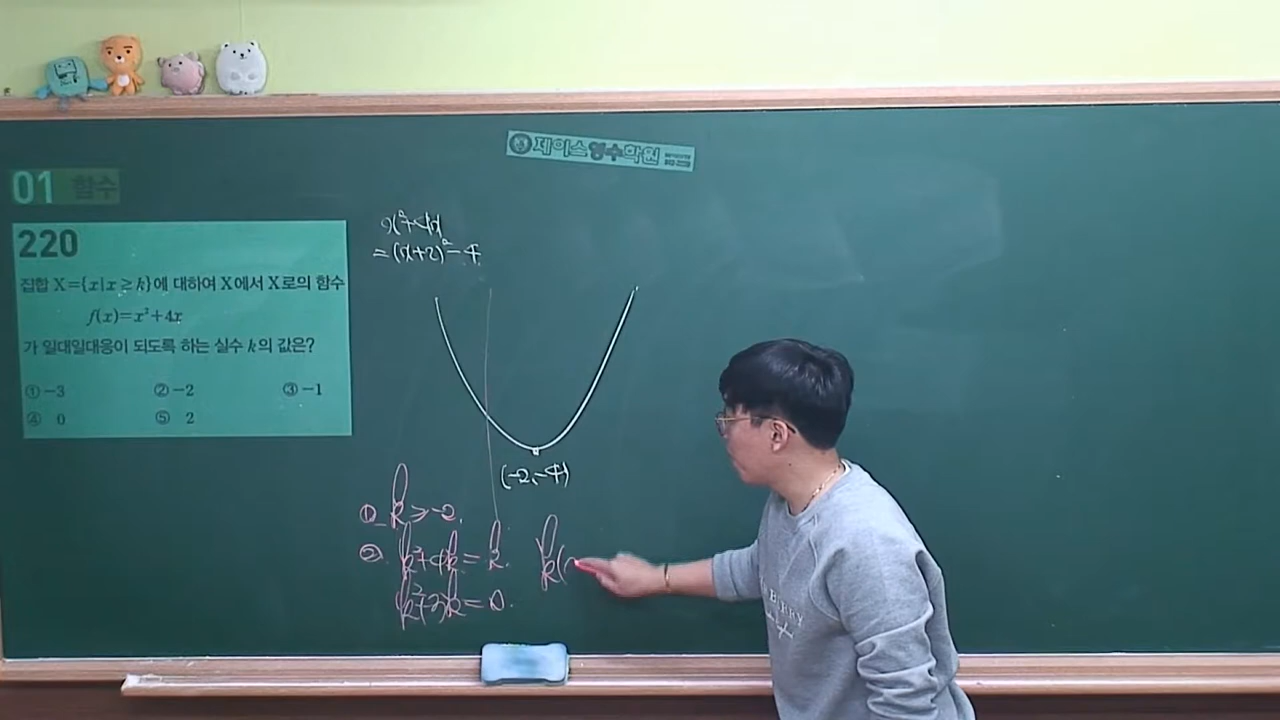 제이스영수학원
01 함수
220
집합 X={x|x≥k}에 대하여 X에서 X로의 함수
f(x)=x²+4x
가 일대일대응이 되도록 하는 실수 k의 값은?
① -3 ② -2 ③ -1
④ 0 ⑤ 2
x²+4x
=(x+2)²-4
(-2,-4)
① k≥-2.
② k²+4k=k.
k²+3k=0.
k(